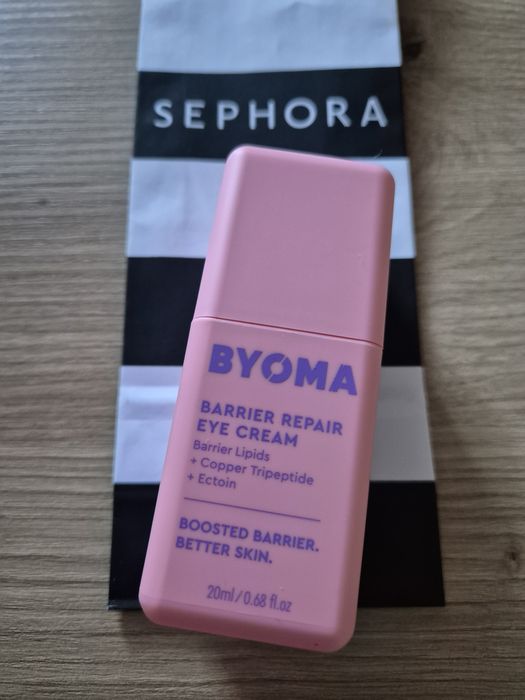 SEPHORA
BYOMA
BARRIER REPAIR
EYE CREAM
Barrier Lipids
+ Copper Tripeptide
+ Ectoin
BOOSTED BARRIER.
BETTER SKIN.
20ml/0.68 fl.oz